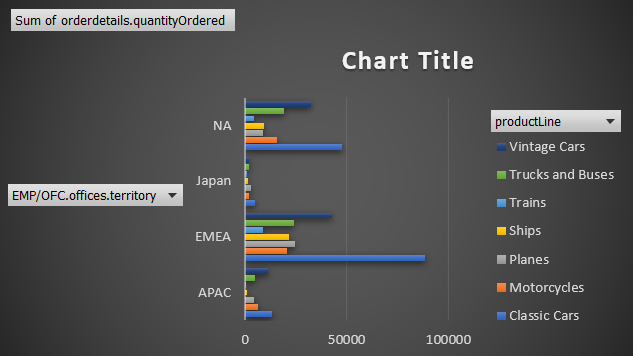 Sum of orderdetails.quantityOrdered
Chart Title
NA
Japan
EMEA
APAC
EMP/OFC.offices.territory
0 50000 100000
productLine
Vintage Cars
Trucks and Buses
Trains
Ships
Planes
Motorcycles
Classic Cars